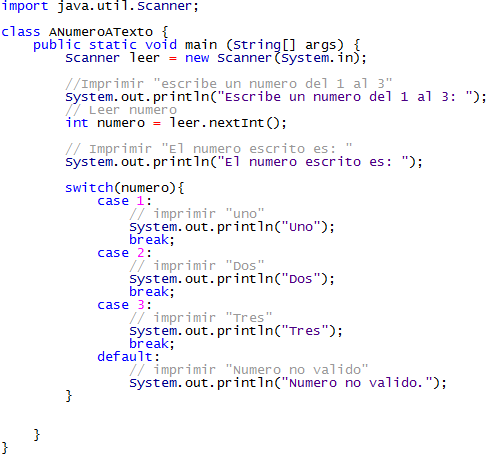 import java.util.Scanner;
class ANumeroATexto {
public static void main (String[] args) {
Scanner leer = new Scanner(System.in);
//Imprimir "escribe un numero del 1 al 3"
System.out.println("Escribe un numero del 1 al 3: ");
// Leer numero
int numero = leer.nextInt();
// Imprimir "El numero escrito es: "
System.out.println("El numero escrito es: ");
switch(numero){
case 1:
// imprimir "uno"
System.out.println("Uno");
break;
case 2:
// imprimir "Dos"
System.out.println("Dos");
break;
case 3:
// imprimir "Tres"
System.out.println("Tres");
break;
default:
// imprimir "Numero no valido"
System.out.println("Numero no valido.");
}
}
}